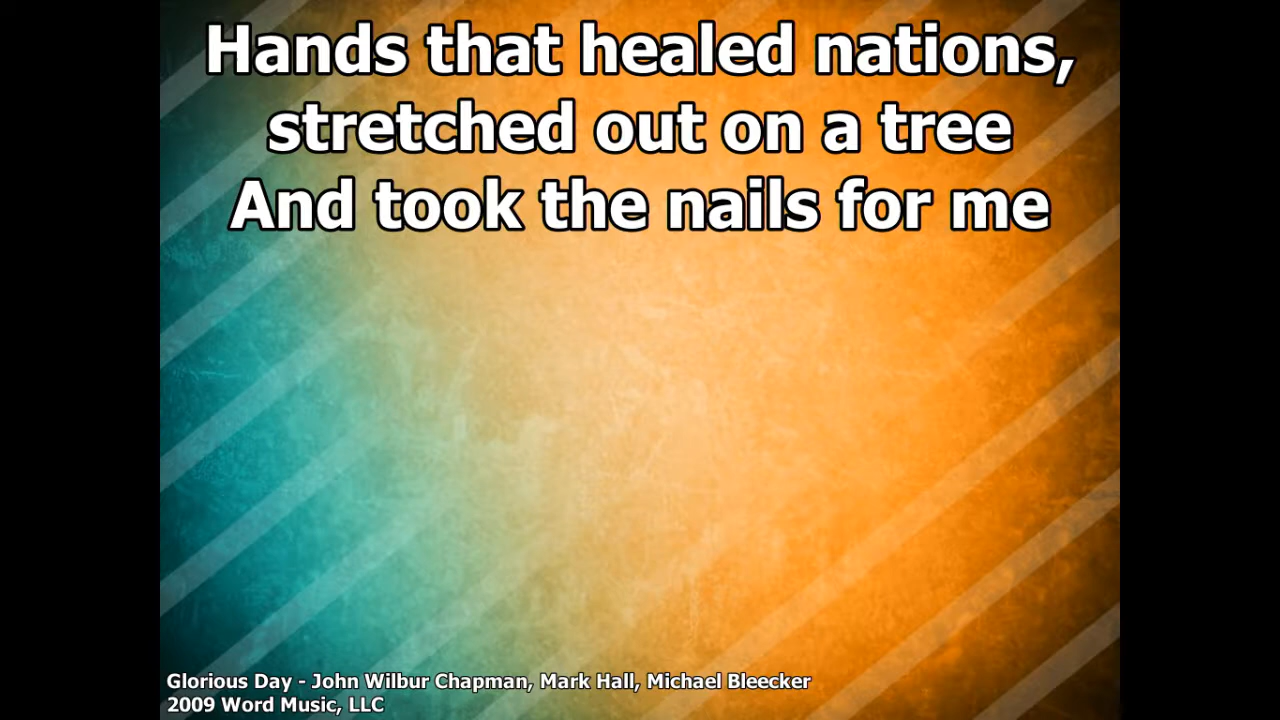 Hands that healed nations,
stretched out on a tree
And took the nails for me
Glorious Day - John Wilbur Chapman, Mark Hall, Michael Bleecker
2009 Word Music, LLC